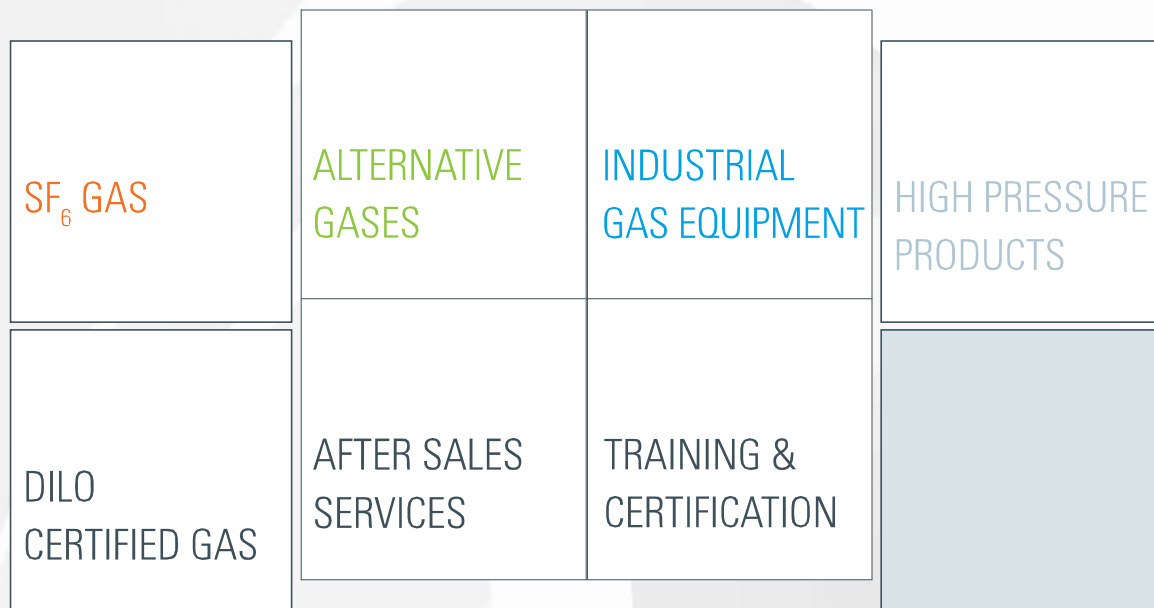 SF₆ GAS
ALTERNATIVE
GASES
INDUSTRIAL
GAS EQUIPMENT
HIGH PRESSURE
PRODUCTS
DILO
CERTIFIED GAS
AFTER SALES
SERVICES
TRAINING &
CERTIFICATION